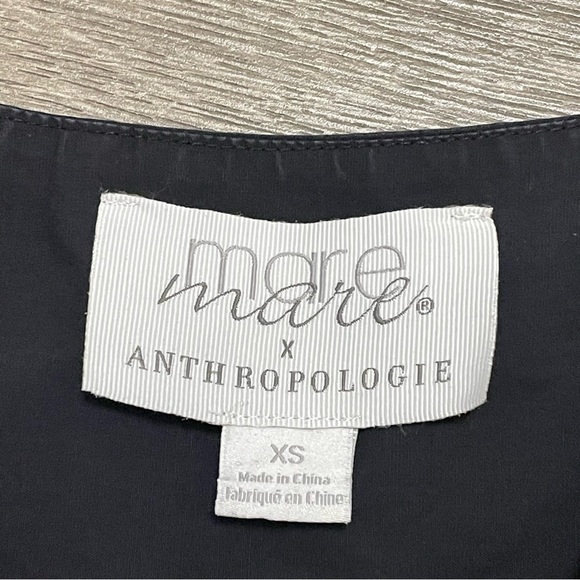 mare
mare®
X
ANTHROPOLOGIE
XS
Made in China
Fabriqué en Chine